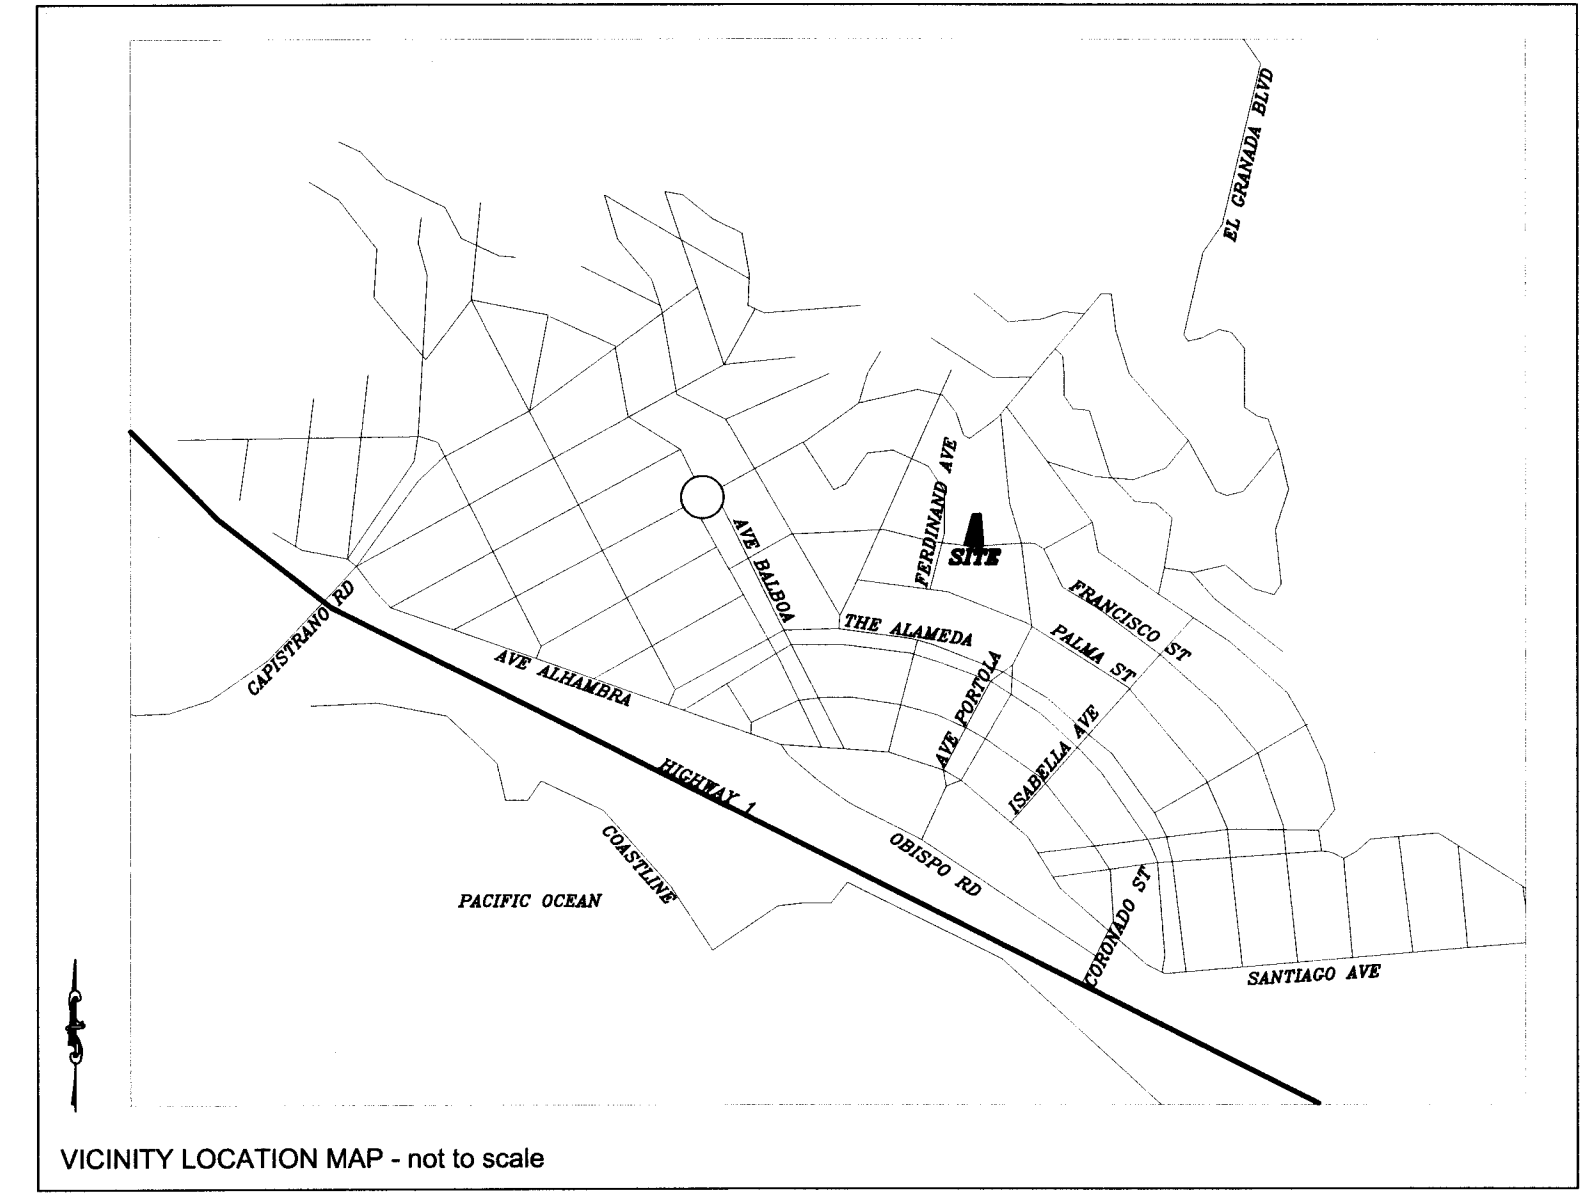 EL GRANADA BLVD
FERDINAND AVE
SITE
AVE BALBOA
FRANCISCO ST
THE ALAMEDA
PALMA ST
CAPISTRANO RD
AVE ALHAMBRA
AVE PORTOLA
ISABELLA AVE
HIGHWAY 1
COASTLINE
OBISPO RD
PACIFIC OCEAN
CORONADO ST
SANTIAGO AVE
VICINITY LOCATION MAP - not to scale